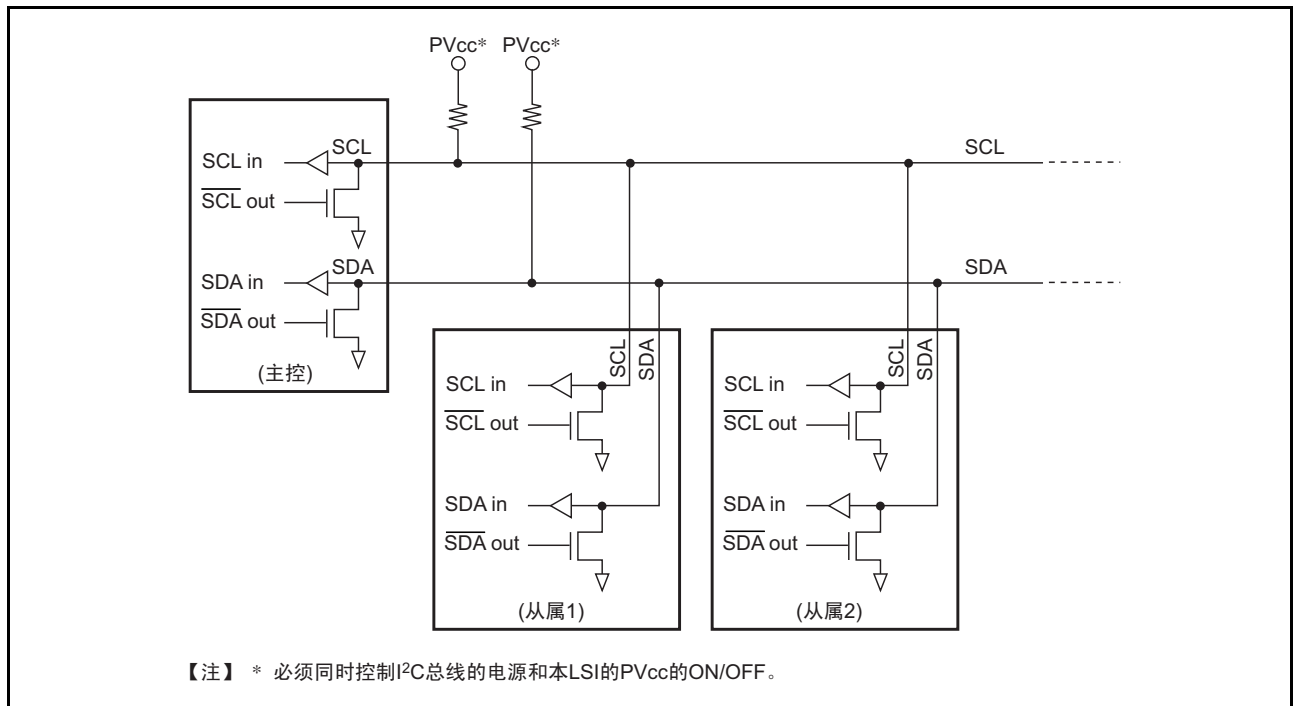 PVcc* PVcc*
SCL
SCL in
SCL out
SCL
SDA
SDA in
SDA out
SDA
(主控)
SCL
SDA
SCL in
SCL out
SDA in
SDA out
(从属1)
SCL
SDA
SCL in
SCL out
SDA in
SDA out
(从属2)
【注】 * 必须同时控制I²C总线的电源和本LSI的PVcc的ON/OFF。